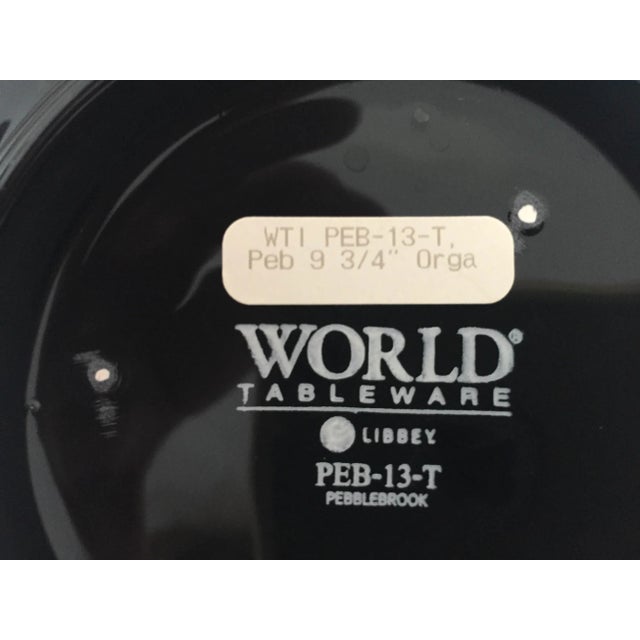 WTI PEB-13-T,
Peb 9 3/4" Orga
WORLD®
TABLEWARE
LIBBEY
PEB-13-T
PEBBLEBROOK